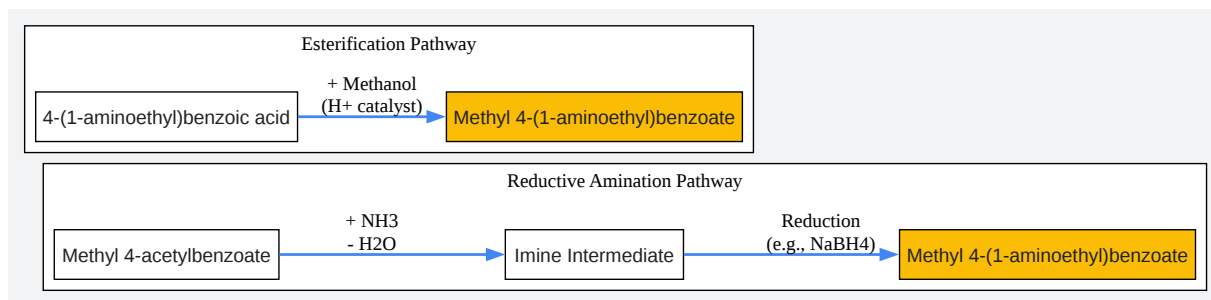 Esterification Pathway
+ Methanol
(H+ catalyst)
4-(1-aminoethyl)benzoic acid
Methyl 4-(1-aminoethyl)benzoate
Reductive Amination Pathway
+ NH3
- H2O
Reduction
(e.g., NaBH4)
Methyl 4-acetylbenzoate
Imine Intermediate
Methyl 4-(1-aminoethyl)benzoate